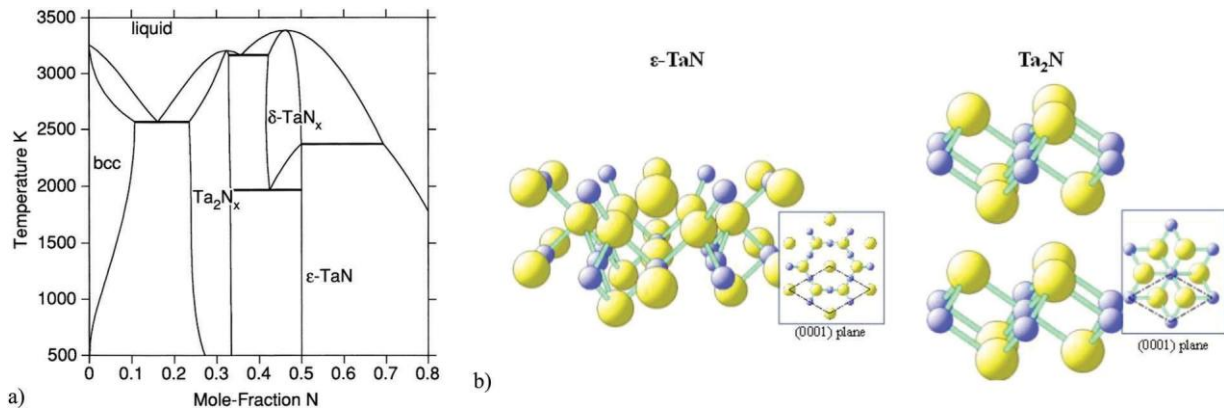 3500
3000
2500
2000
1500
1000
500
Temperature K
liquid
bcc
δ-TaNₓ
Ta₂Nₓ
ε-TaN
0 0.1 0.2 0.3 0.4 0.5 0.6 0.7 0.8
Mole-Fraction N
a)
ε-TaN
(0001) plane
b)
Ta₂N
(0001) plane